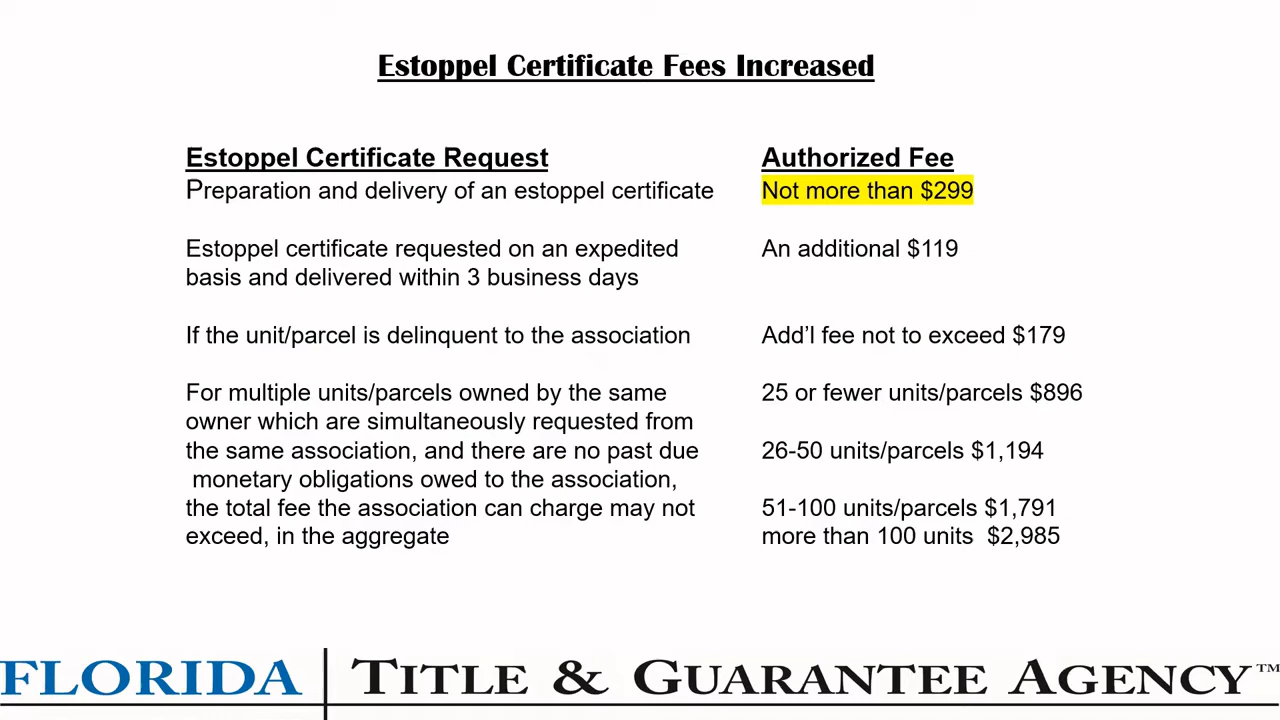 Estoppel Certificate Fees Increased
Estoppel Certificate Request Authorized Fee
Preparation and delivery of an estoppel certificate Not more than $299
Estoppel certificate requested on an expedited An additional $119
basis and delivered within 3 business days
If the unit/parcel is delinquent to the association Add'l fee not to exceed $179
For multiple units/parcels owned by the same 25 or fewer units/parcels $896
owner which are simultaneously requested from
the same association, and there are no past due 26-50 units/parcels $1,194
monetary obligations owed to the association,
the total fee the association can charge may not 51-100 units/parcels $1,791
exceed, in the aggregate more than 100 units $2,985
FLORIDA TITLE & GUARANTEE AGENCY™